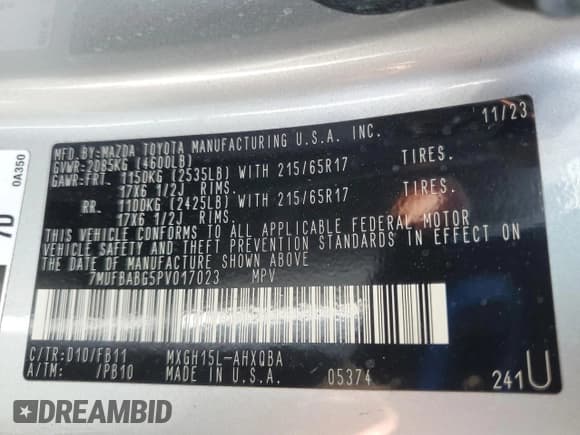 11/23
MFD.BY:MAZDA TOYOTA MANUFACTURING U.S.A. INC.
GVWR:2085KG (4600LB)
GAWR:FRT. 1150KG (2535LB) WITH 215/65R17 TIRES.
17X6 1/2J RIMS.
RR. 1100KG (2425LB) WITH 215/65R17 TIRES.
17X6 1/2J RIMS.
THIS VEHICLE CONFORMS TO ALL APPLICABLE FEDERAL MOTOR
VEHICLE SAFETY AND THEFT PREVENTION STANDARDS IN EFFECT ON
THE DATE OF MANUFACTURE SHOWN ABOVE.
7MUFBABG5PV017023 MPV
C/TR:D10/FB11 MXGH15L-AHXQBA
A/TM: /PB10 MADE IN U.S.A. 05374 241U
0A350
DREAMBID